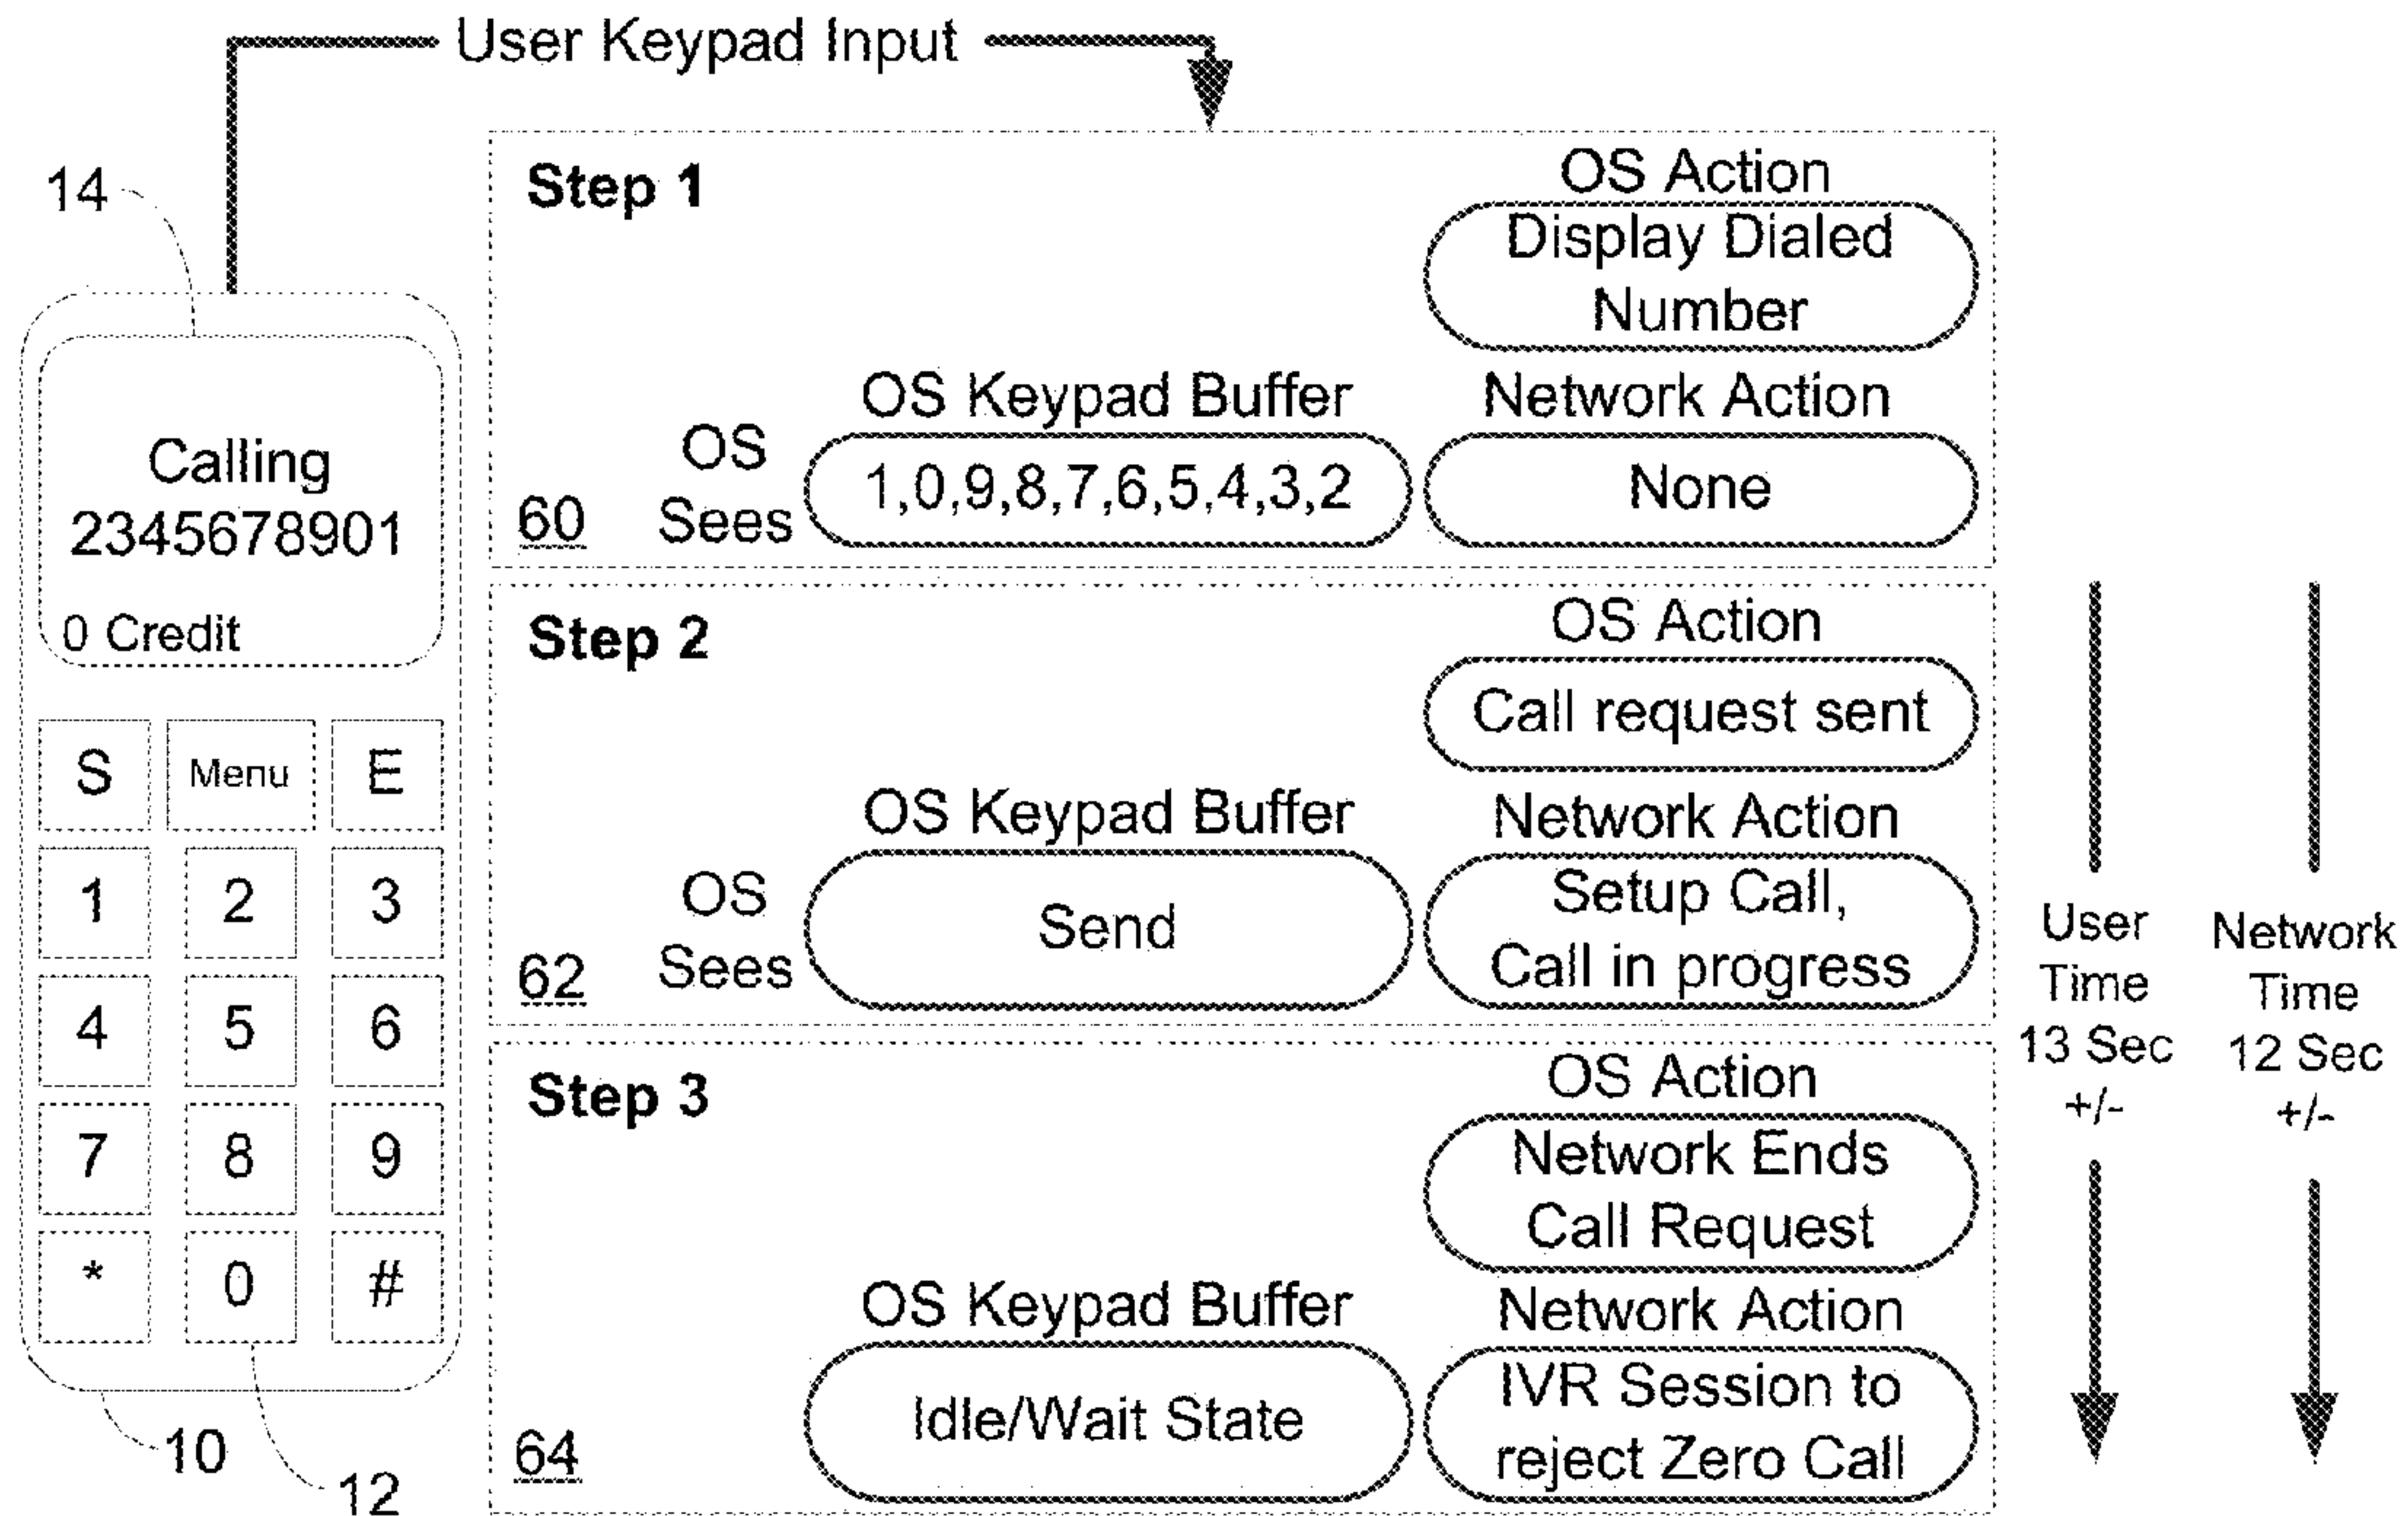 User Keypad Input
14
Calling
2345678901
0 Credit
S Menu E
1 2 3
4 5 6
7 8 9
* 0 #
10
12
Step 1
OS Action
Display Dialed
Number
OS Keypad Buffer
Network Action
OS
Sees
1,0,9,8,7,6,5,4,3,2
None
60
Step 2
OS Action
Call request sent
OS Keypad Buffer
Network Action
OS
Sees
Send
Setup Call,
Call in progress
62
Step 3
OS Action
Network Ends
Call Request
OS Keypad Buffer
Network Action
Idle/Wait State
IVR Session to
reject Zero Call
64
User
Time
13 Sec
+/-
Network
Time
12 Sec
+/-